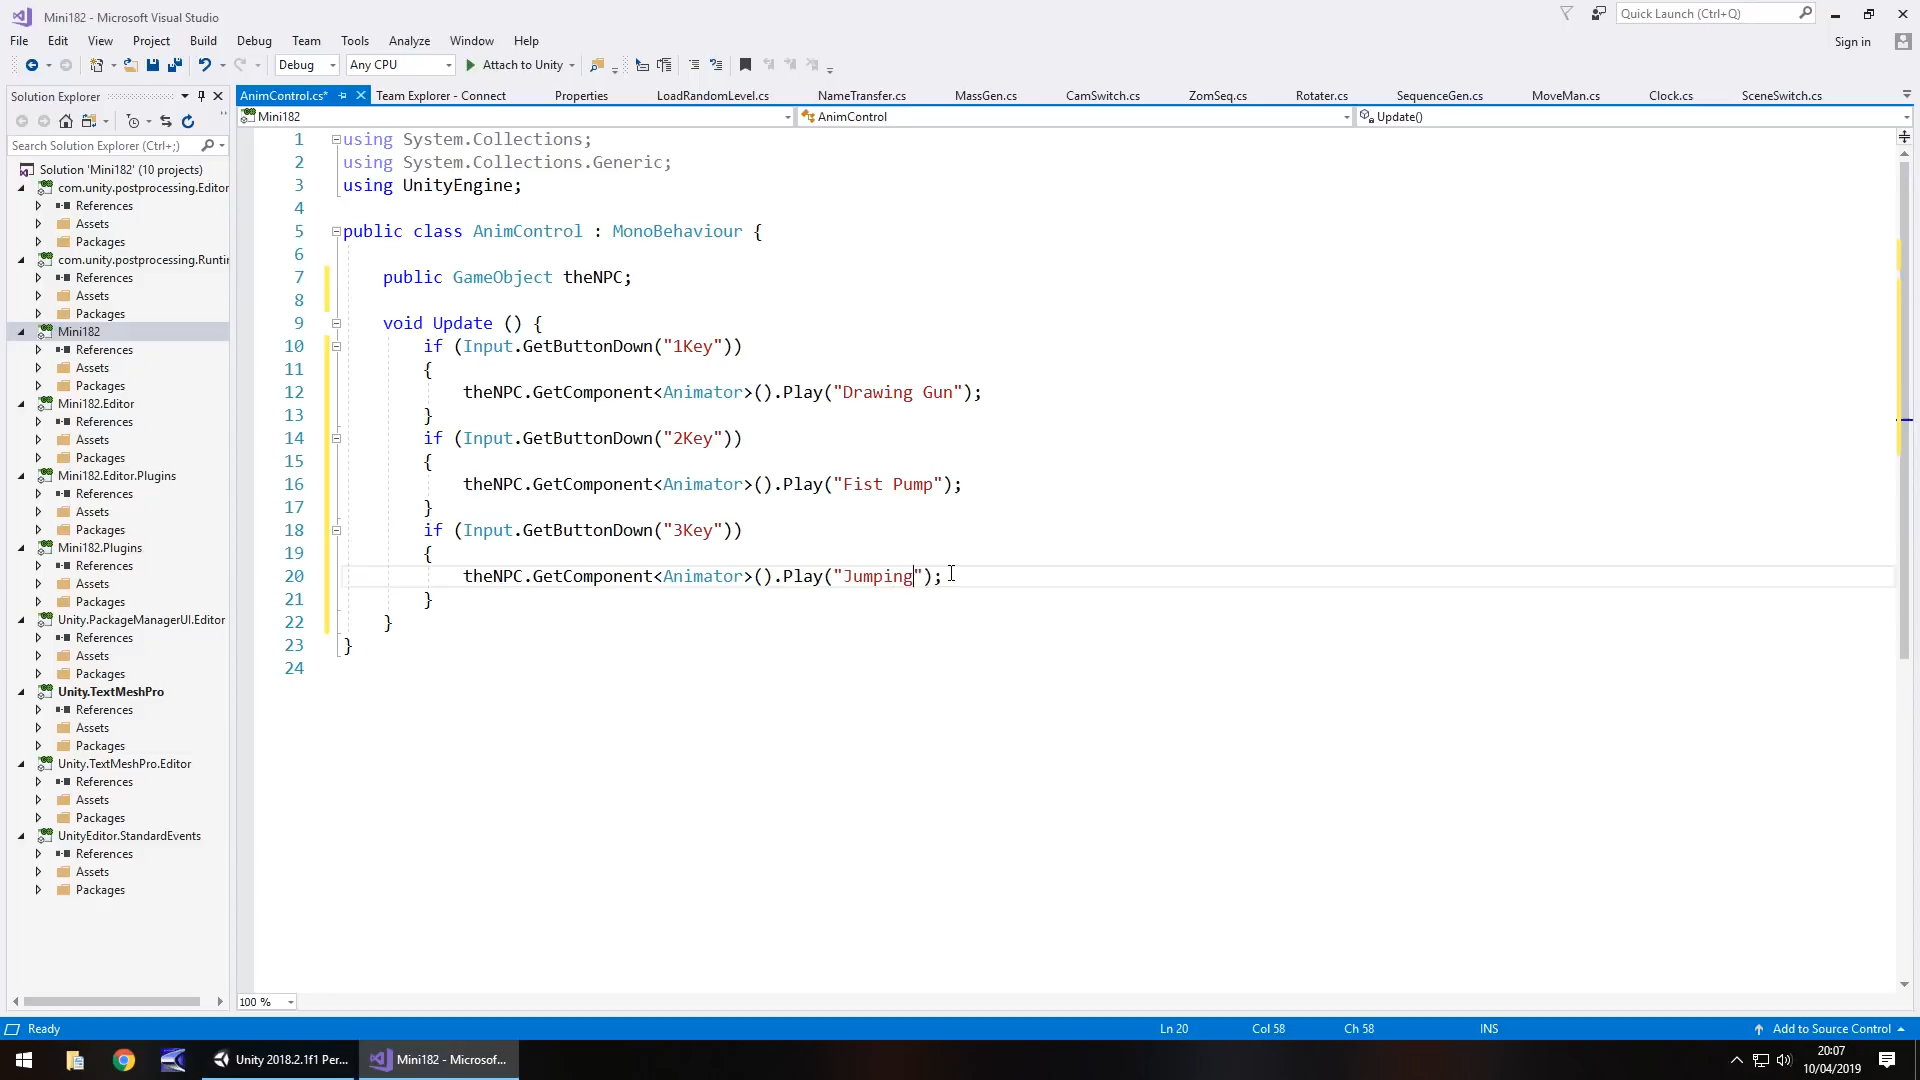 Mini182 - Microsoft Visual Studio
Quick Launch (Ctrl+Q)
File Edit View Project Build Debug Team Tools Analyze Window Help
Sign in
Debug Any CPU Attach to Unity
Solution Explorer
AnimControl.cs* Team Explorer - Connect Properties LoadRandomLevel.cs NameTransfer.cs MassGen.cs CamSwitch.cs ZomSeq.cs Rotater.cs SequenceGen.cs MoveMan.cs Clock.cs SceneSwitch.cs
Mini182 AnimControl Update()
Search Solution Explorer (Ctrl+;)
Solution 'Mini182' (10 projects)
com.unity.postprocessing.Editor
References
Assets
Packages
com.unity.postprocessing.Runti
References
Assets
Packages
Mini182
References
Assets
Packages
Mini182.Editor
References
Assets
Packages
Mini182.Editor.Plugins
References
Assets
Packages
Mini182.Plugins
References
Assets
Packages
Unity.PackageManagerUI.Editor
References
Assets
Packages
Unity.TextMeshPro
References
Assets
Packages
Unity.TextMeshPro.Editor
References
Assets
Packages
UnityEditor.StandardEvents
References
Assets
Packages
1 using System.Collections;
2 using System.Collections.Generic;
3 using UnityEngine;
4
5 public class AnimControl : MonoBehaviour {
6
7 public GameObject theNPC;
8
9 void Update () {
10 if (Input.GetButtonDown("1Key"))
11 {
12 theNPC.GetComponent<Animator>().Play("Drawing Gun");
13 }
14 if (Input.GetButtonDown("2Key"))
15 {
16 theNPC.GetComponent<Animator>().Play("Fist Pump");
17 }
18 if (Input.GetButtonDown("3Key"))
19 {
20 theNPC.GetComponent<Animator>().Play("Jumping");
21 }
22 }
23 }
24
100 %
Ready Ln 20 Col 58 Ch 58 INS Add to Source Control
Unity 2018.2.1f1 Per... Mini182 - Microsof...
20:07
10/04/2019